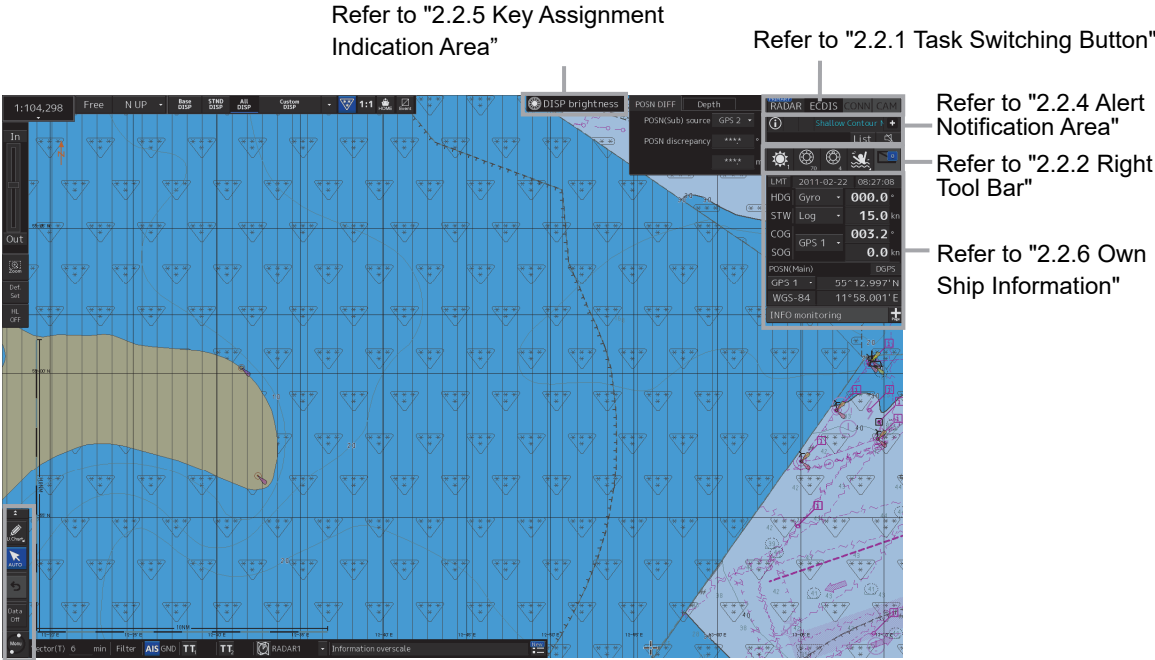 Refer to "2.2.5 Key Assignment
Indication Area”
Refer to "2.2.1 Task Switching Button"
Refer to "2.2.4 Alert
Notification Area"
Refer to "2.2.2 Right
Tool Bar"
Refer to "2.2.6 Own
Ship Information"
1:104,298 Free N UP Base DISP STND DISP All DISP Custom DISP 1:1 HOME Event
DISP brightness
POSN DIFF Depth
POSN(Sub) source GPS 2
POSN discrepancy ***.* °
***.* m
RADAR ECDIS CONN CAM
Shallow Contour !
List
LMT 2011-02-22 08:27:08
HDG Gyro 000.0 °
STW Log 15.0 kn
COG GPS 1 003.2 °
SOG 0.0 kn
POSN(Main) DGPS
GPS 1 55°12.997'N
WGS-84 11°58.001'E
INFO monitoring
In
Out
Zoom
Def. Set
HL OFF
AUTO
Data Off
Menu
10NM
ector(T) 6 min Filter AIS GND TT TT RADAR1 Information overscale New